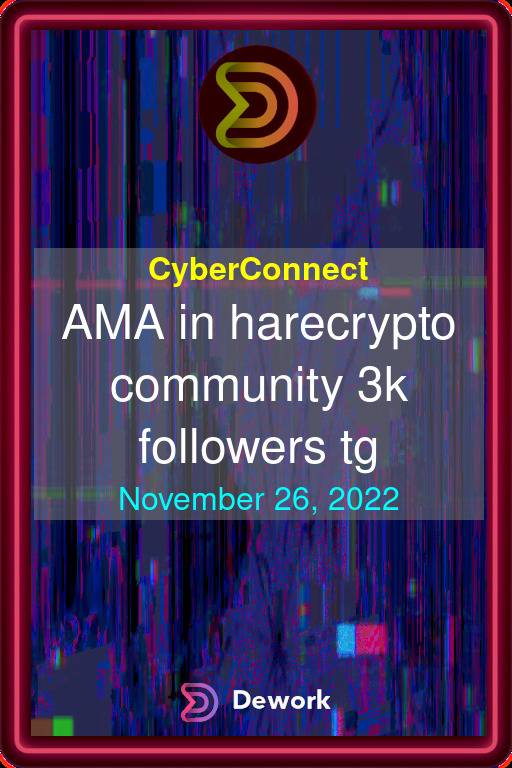 CyberConnect
AMA in harecrypto
community 3k
followers tg
November 26, 2022
Dework